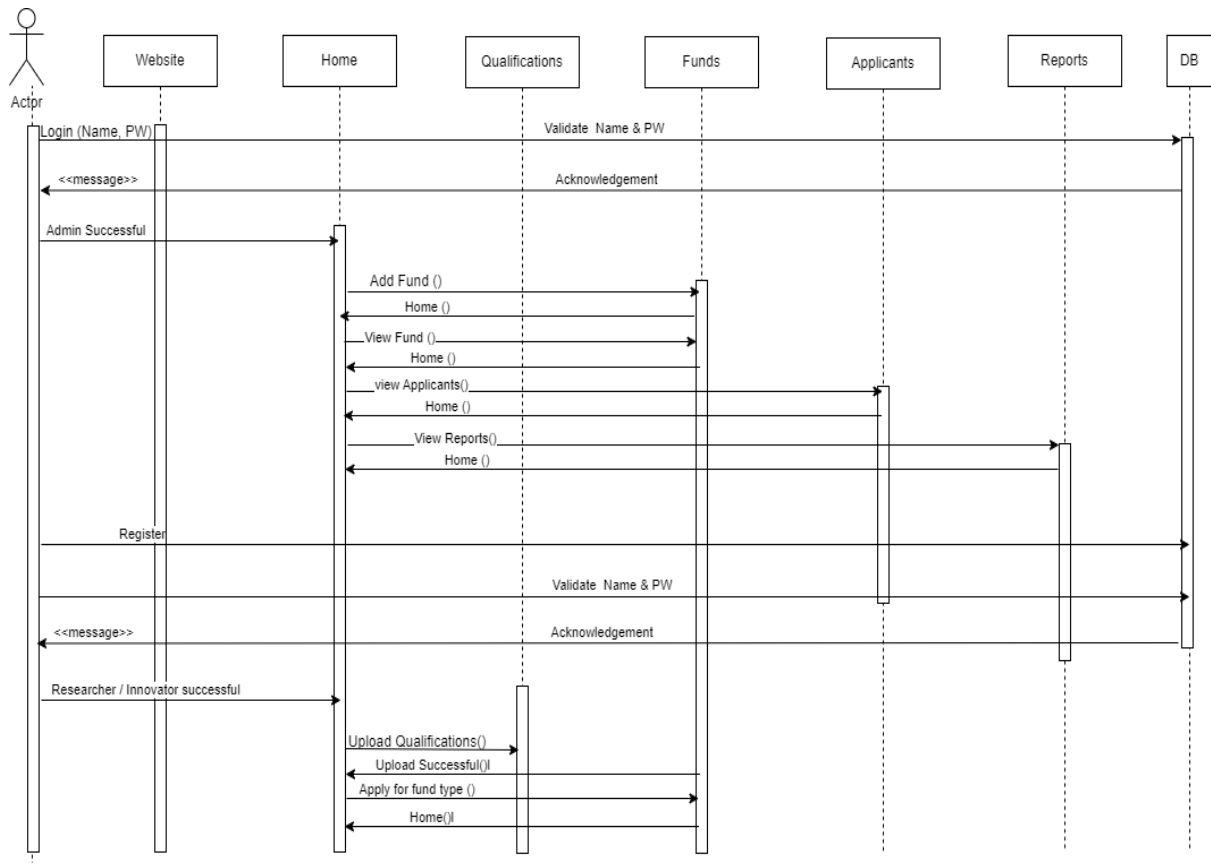 Website
Home
Qualifications
Funds
Applicants
Reports
DB
Actor
Login (Name, PW)
Validate Name & PW
<<message>>
Acknowledgement
Admin Successful
Add Fund ()
Home ()
View Fund ()
Home ()
view Applicants()
Home ()
View Reports()
Home ()
Register
Validate Name & PW
<<message>>
Acknowledgement
Researcher / Innovator successful
Upload Qualifications()
Upload Successful()l
Apply for fund type ()
Home()l